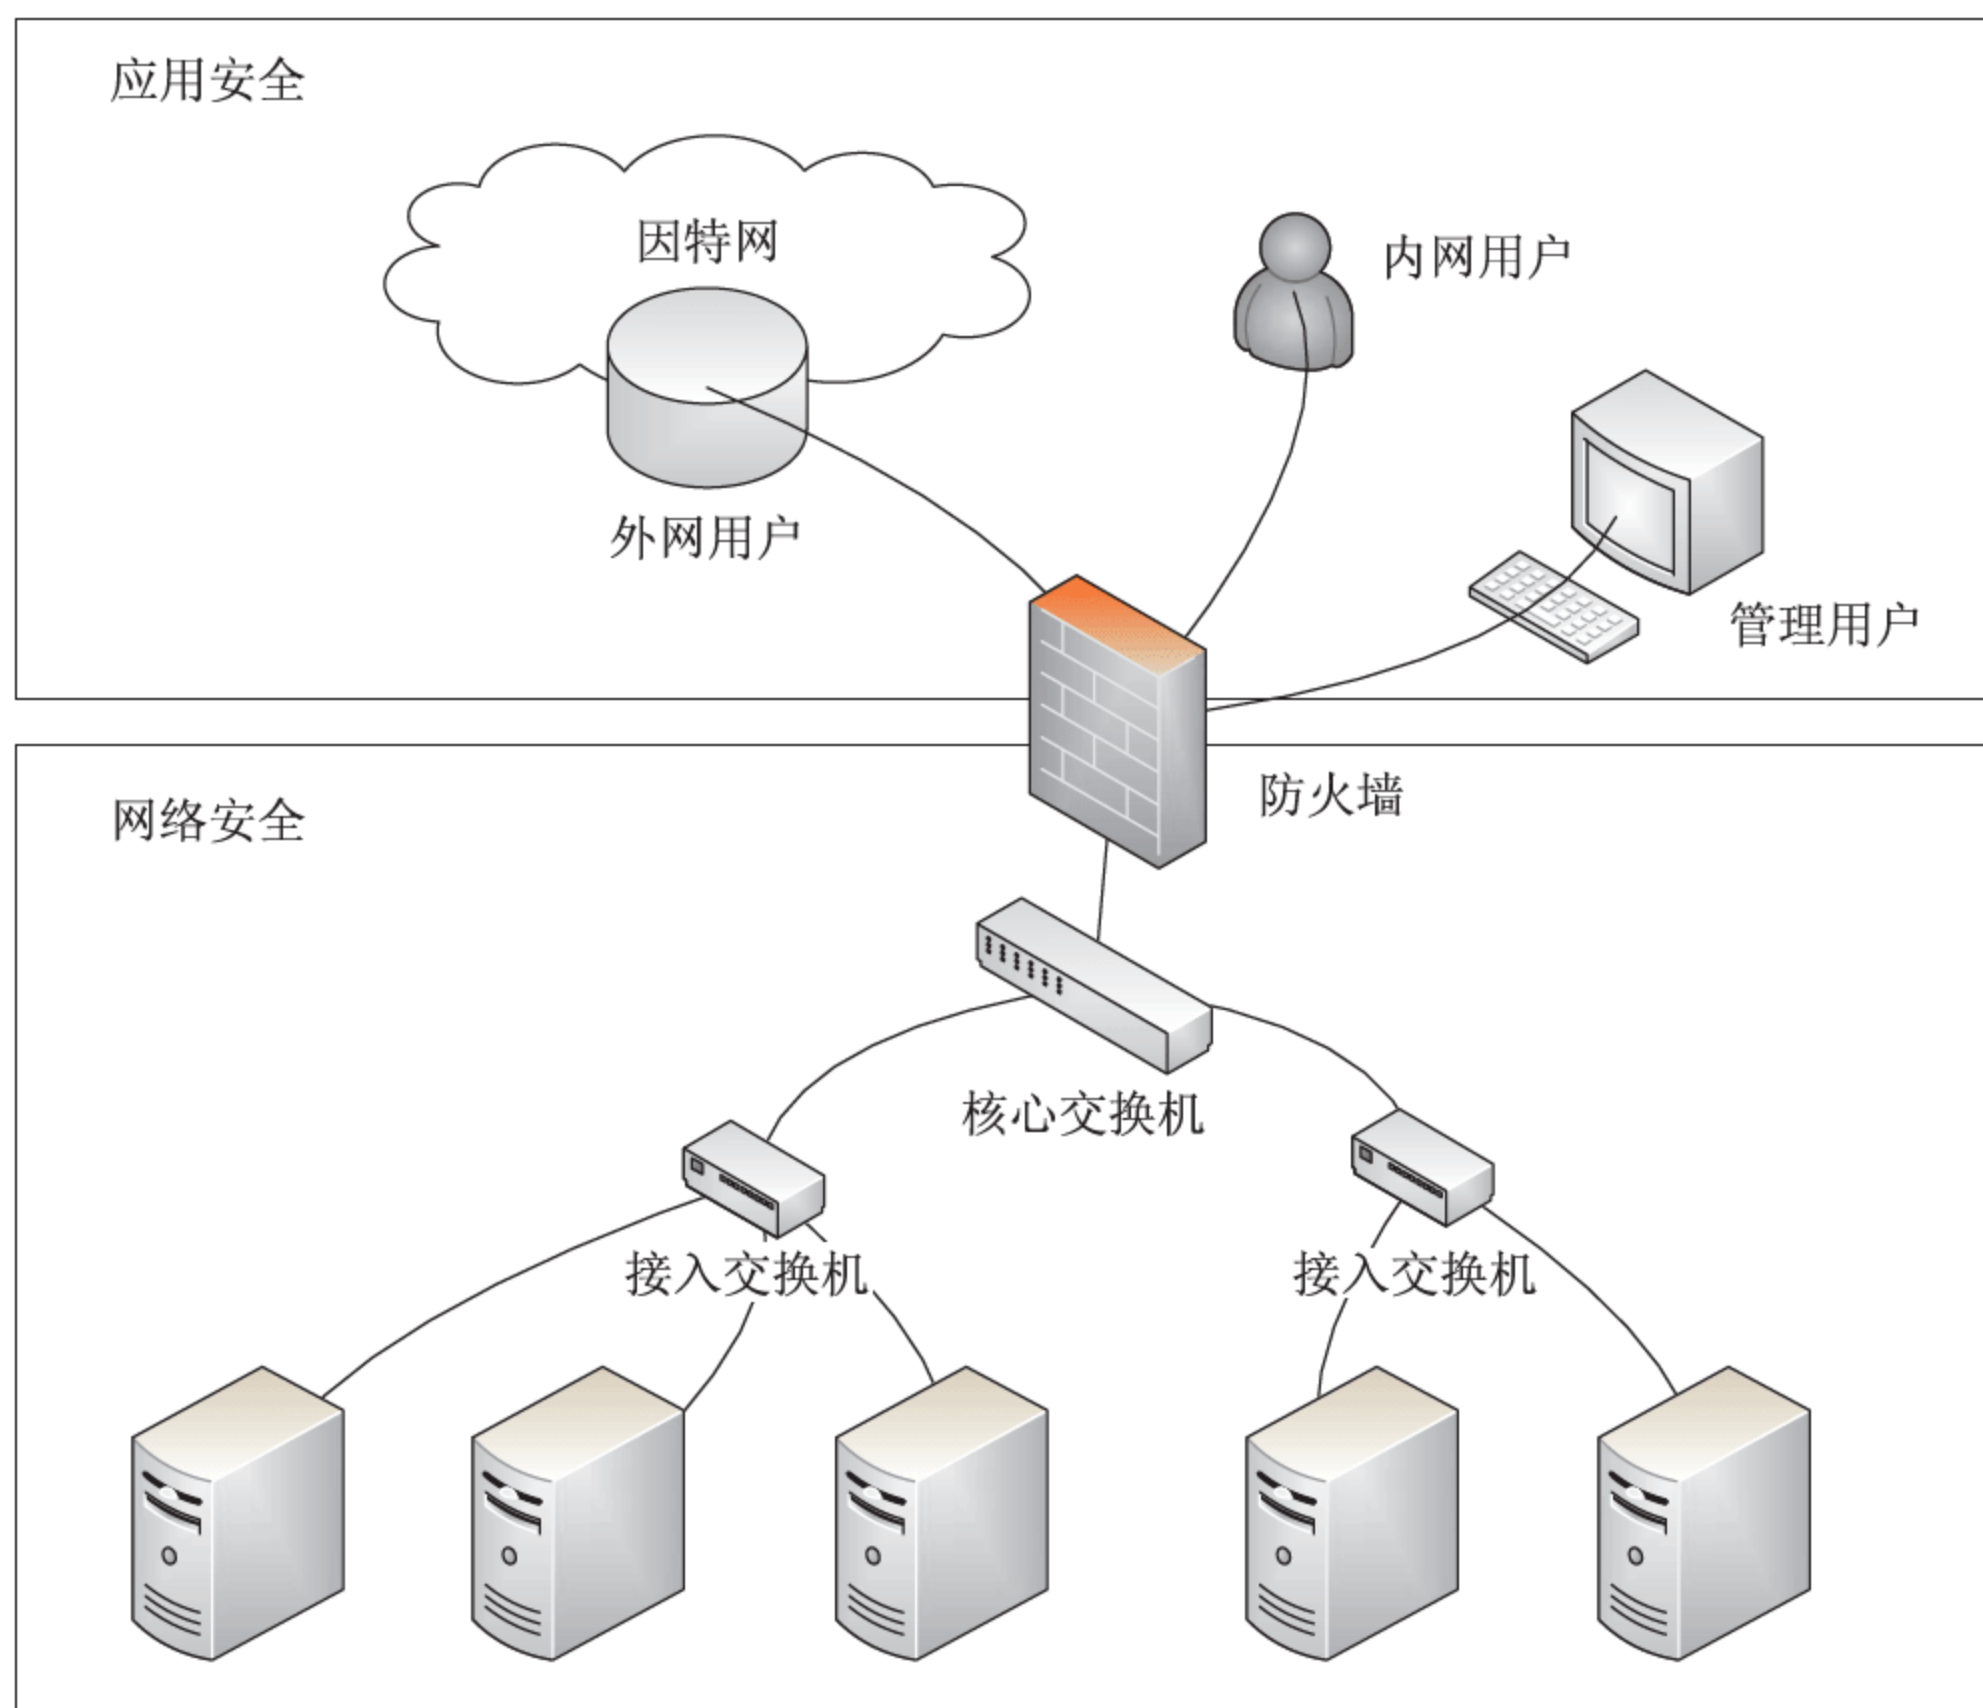 应用安全
因特网
内网用户
外网用户
管理用户
防火墙
网络安全
核心交换机
接入交换机
接入交换机